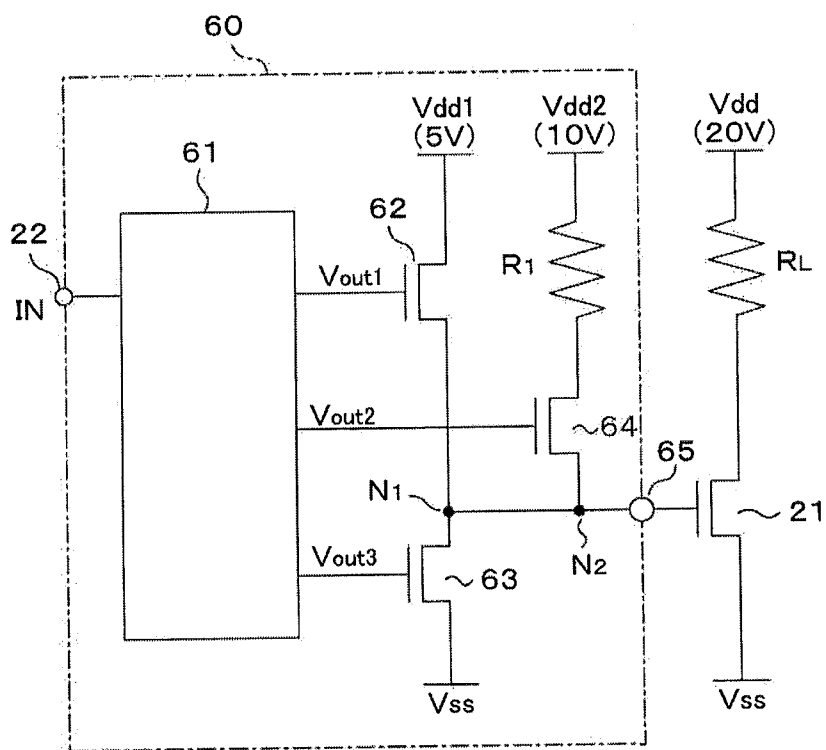 60
Vdd1
(5V)
Vdd2
(10V)
Vdd
(20V)
61
62
22
IN
Vout1
R1
RL
Vout2
64
65
N1
N2
21
Vout3
63
Vss
Vss